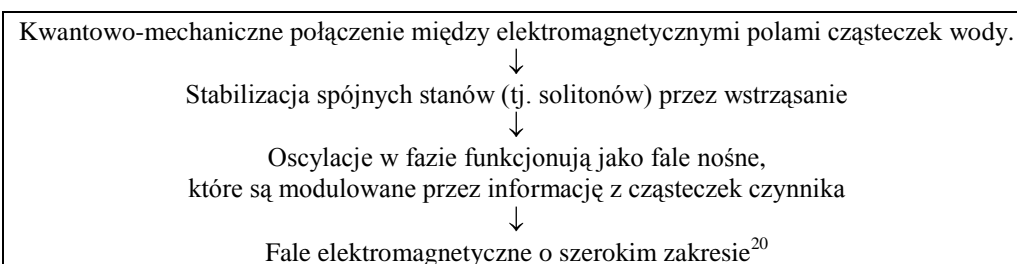 Kwantowo-mechaniczne połączenie między elektromagnetycznymi polami cząsteczek wody.
↓
Stabilizacja spójnych stanów (tj. solitonów) przez wstrząsanie
↓
Oscylacje w fazie funkcjonują jako fale nośne,
które są modulowane przez informację z cząsteczek czynnika
↓
Fale elektromagnetyczne o szerokim zakresie²⁰